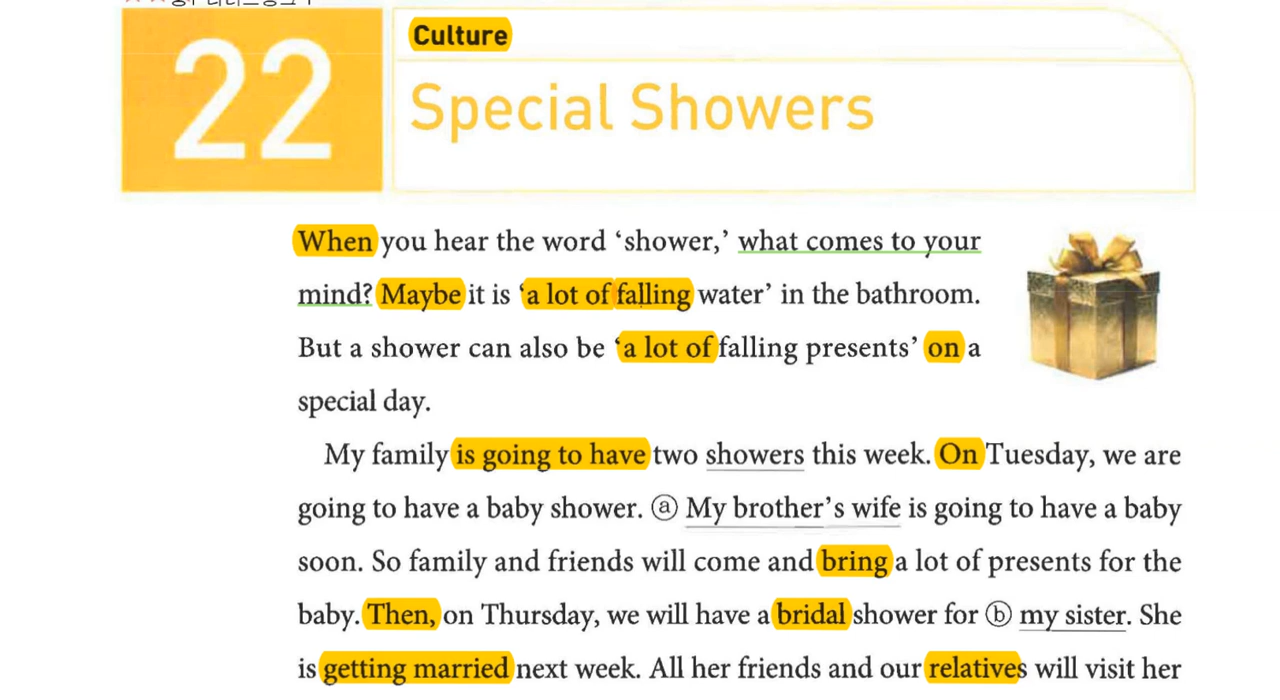 22
Culture
Special Showers
When you hear the word ‘shower,’ what comes to your
mind? Maybe it is ‘a lot of falling water’ in the bathroom.
But a shower can also be ‘a lot of falling presents’ on a
special day.
My family is going to have two showers this week. On Tuesday, we are
going to have a baby shower. ⓐ My brother’s wife is going to have a baby
soon. So family and friends will come and bring a lot of presents for the
baby. Then, on Thursday, we will have a bridal shower for ⓑ my sister. She
is getting married next week. All her friends and our relatives will visit her